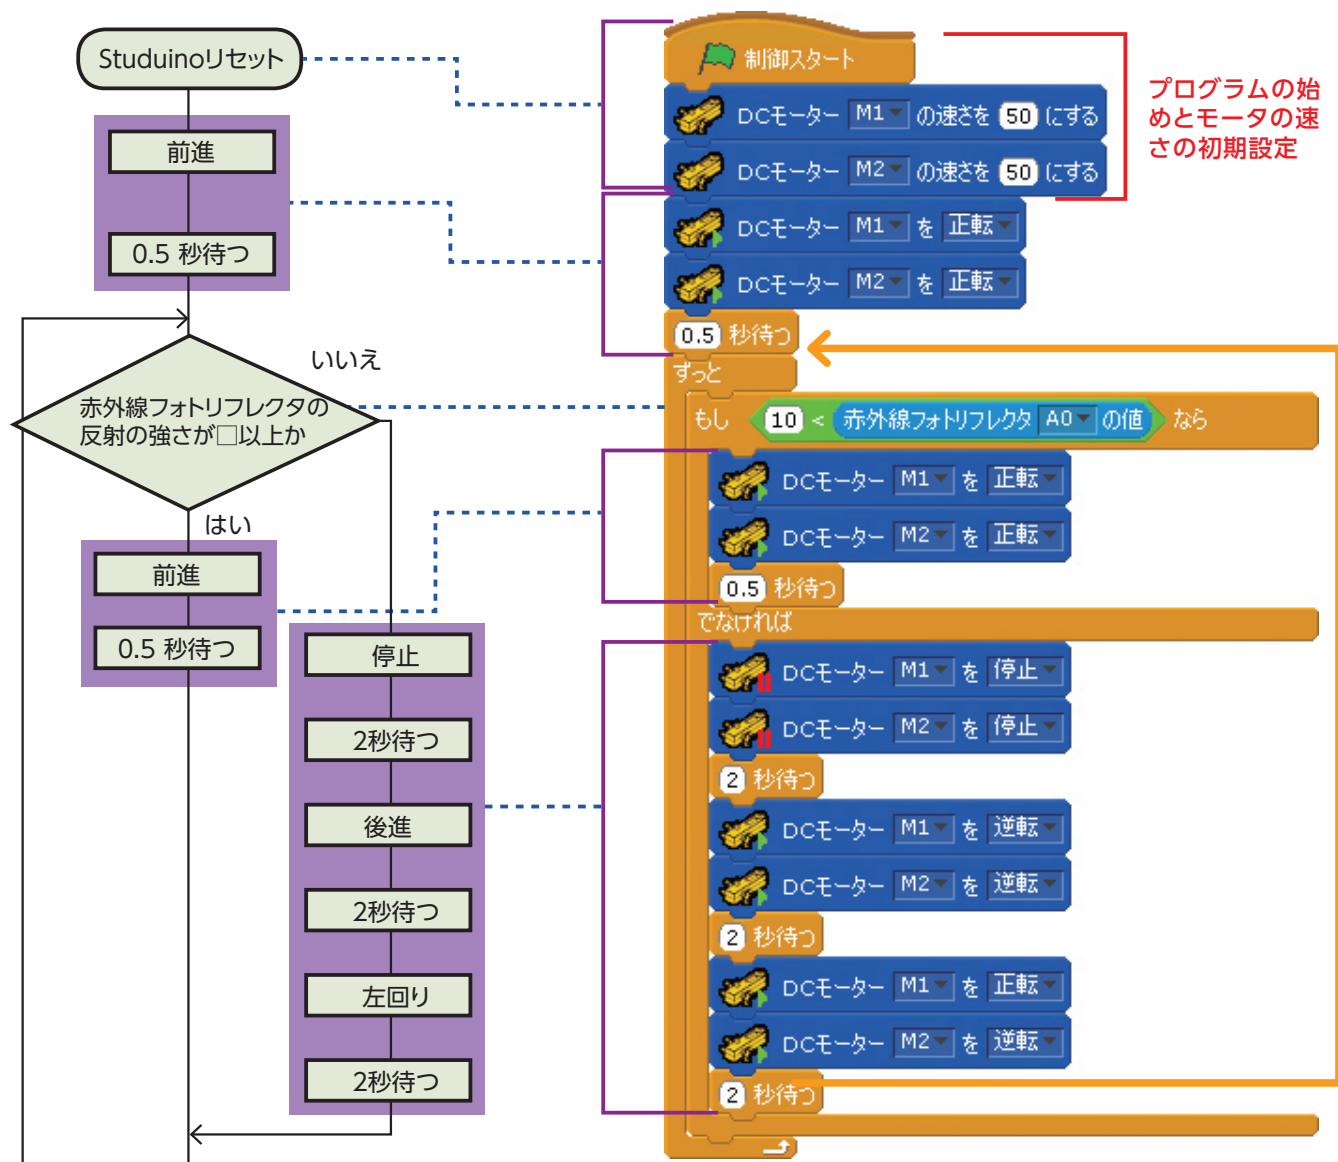 Studuinoリセット
前進
0.5 秒待つ
赤外線フォトリフレクタの
反射の強さが□以上か
いいえ
はい
前進
0.5 秒待つ
停止
2秒待つ
後進
2秒待つ
左回り
2秒待つ
制御スタート
DCモーター M1 の速さを 50 にする
DCモーター M2 の速さを 50 にする
DCモーター M1 を 正転
DCモーター M2 を 正転
0.5 秒待つ
ずっと
もし 10 < 赤外線フォトリフレクタ A0 の値 なら
DCモーター M1 を 正転
DCモーター M2 を 正転
0.5 秒待つ
でなければ
DCモーター M1 を 停止
DCモーター M2 を 停止
2 秒待つ
DCモーター M1 を 逆転
DCモーター M2 を 逆転
2 秒待つ
DCモーター M1 を 正転
DCモーター M2 を 逆転
2 秒待つ
プログラムの始
めとモータの速
さの初期設定